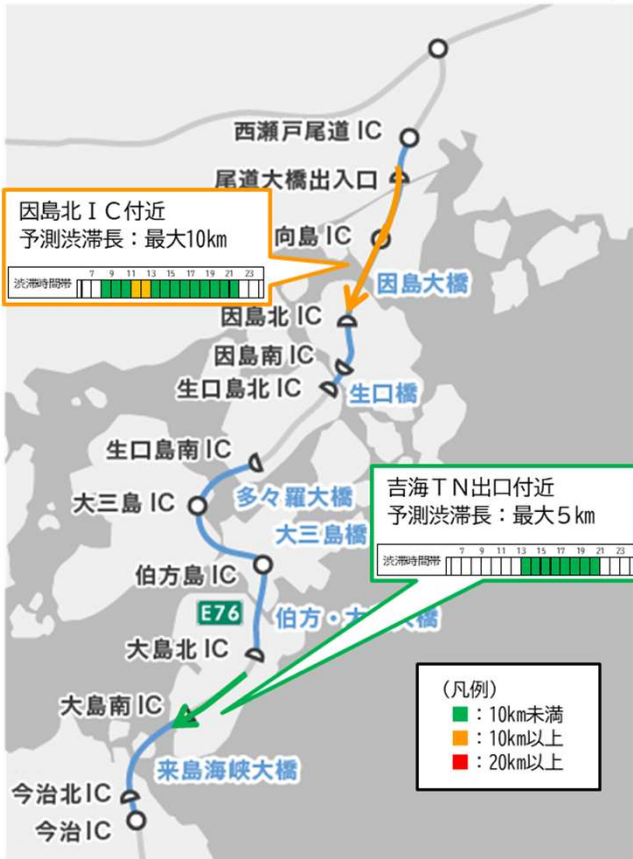 西瀬戸尾道 IC
尾道大橋出入口
因島北ＩＣ付近
予測渋滞長：最大10㎞
渋滞時間帯
7 9 11 13 15 17 19 21 23
向島 IC
因島大橋
因島北 IC
因島南 IC
生口島北 IC
生口橋
生口島南 IC
多々羅大橋
大三島 IC
大三島橋
吉海ＴＮ出口付近
予測渋滞長：最大５㎞
渋滞時間帯
7 9 11 13 15 17 19 21 23
伯方島 IC
E76
伯方・大
大橋
大島北 IC
大島南 IC
来島海峡大橋
今治北 IC
今治 IC
（凡例）
：10㎞未満
：10㎞以上
：20㎞以上